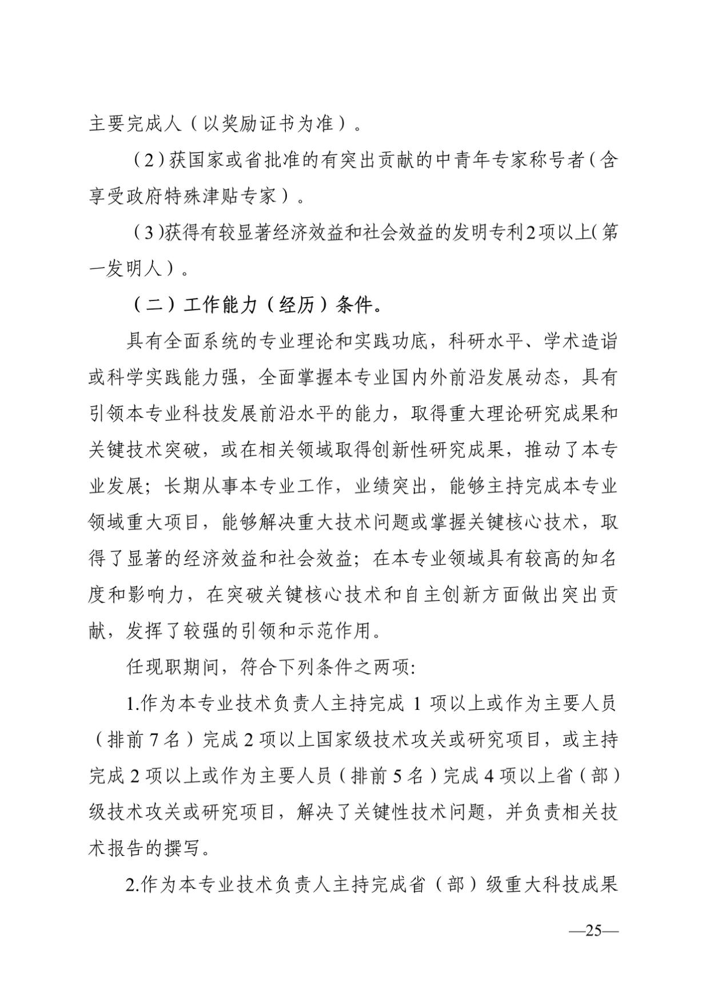 主要完成人（以奖励证书为准）。
（2）获国家或省批准的有突出贡献的中青年专家称号者（含
享受政府特殊津贴专家）。
（3）获得有较显著经济效益和社会效益的发明专利2项以上（第
一发明人）。
（二）工作能力（经历）条件。
具有全面系统的专业理论和实践功底，科研水平、学术造诣
或科学实践能力强，全面掌握本专业国内外前沿发展动态，具有
引领本专业科技发展前沿水平的能力，取得重大理论研究成果和
关键技术突破，或在相关领域取得创新性研究成果，推动了本专
业发展；长期从事本专业工作，业绩突出，能够主持完成本专业
领域重大项目，能够解决重大技术问题或掌握关键核心技术，取
得了显著的经济效益和社会效益；在本专业领域具有较高的知名
度和影响力，在突破关键核心技术和自主创新方面做出突出贡
献，发挥了较强的引领和示范作用。
任现职期间，符合下列条件之两项：
1.作为本专业技术负责人主持完成 1 项以上或作为主要人员
（排前 7 名）完成 2 项以上国家级技术攻关或研究项目，或主持
完成 2 项以上或作为主要人员（排前 5 名）完成 4 项以上省（部）
级技术攻关或研究项目，解决了关键性技术问题，并负责相关技
术报告的撰写。
2.作为本专业技术负责人主持完成省（部）级重大科技成果
—25—